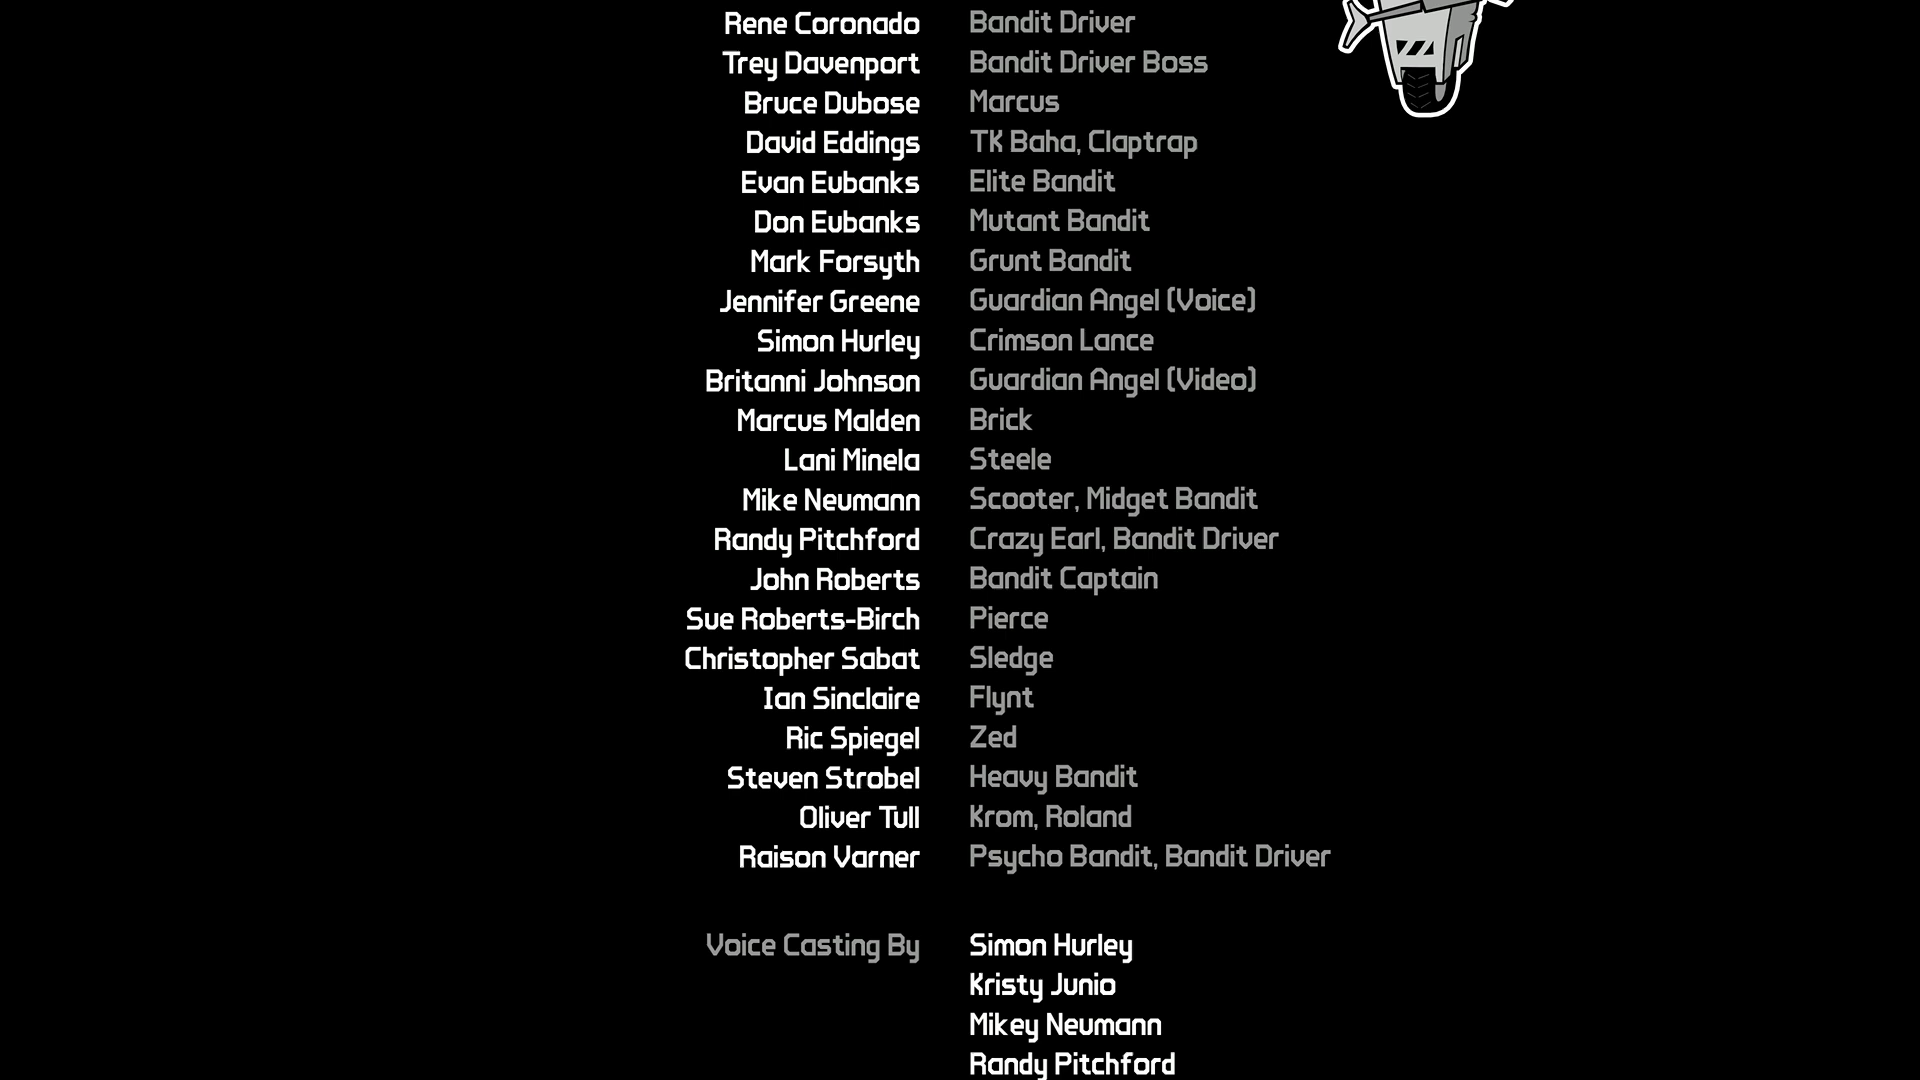 Rene Coronado Bandit Driver
Trey Davenport Bandit Driver Boss
Bruce Dubose Marcus
David Eddings TK Baha, Claptrap
Evan Eubanks Elite Bandit
Don Eubanks Mutant Bandit
Mark Forsyth Grunt Bandit
Jennifer Greene Guardian Angel (Voice)
Simon Hurley Crimson Lance
Britanni Johnson Guardian Angel (Video)
Marcus Malden Brick
Lani Minela Steele
Mike Neumann Scooter, Midget Bandit
Randy Pitchford Crazy Earl, Bandit Driver
John Roberts Bandit Captain
Sue Roberts-Birch Pierce
Christopher Sabat Sledge
Ian Sinclaire Flynt
Ric Spiegel Zed
Steven Strobel Heavy Bandit
Oliver Tull Krom, Roland
Raison Varner Psycho Bandit, Bandit Driver
Voice Casting By Simon Hurley
Kristy Junio
Mikey Neumann
Randy Pitchford